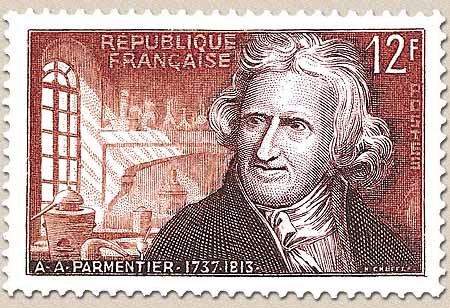 RÉPUBLIQUE
FRANÇAISE
12F
POSTES
A·A·PARMENTIER·1737·1813·